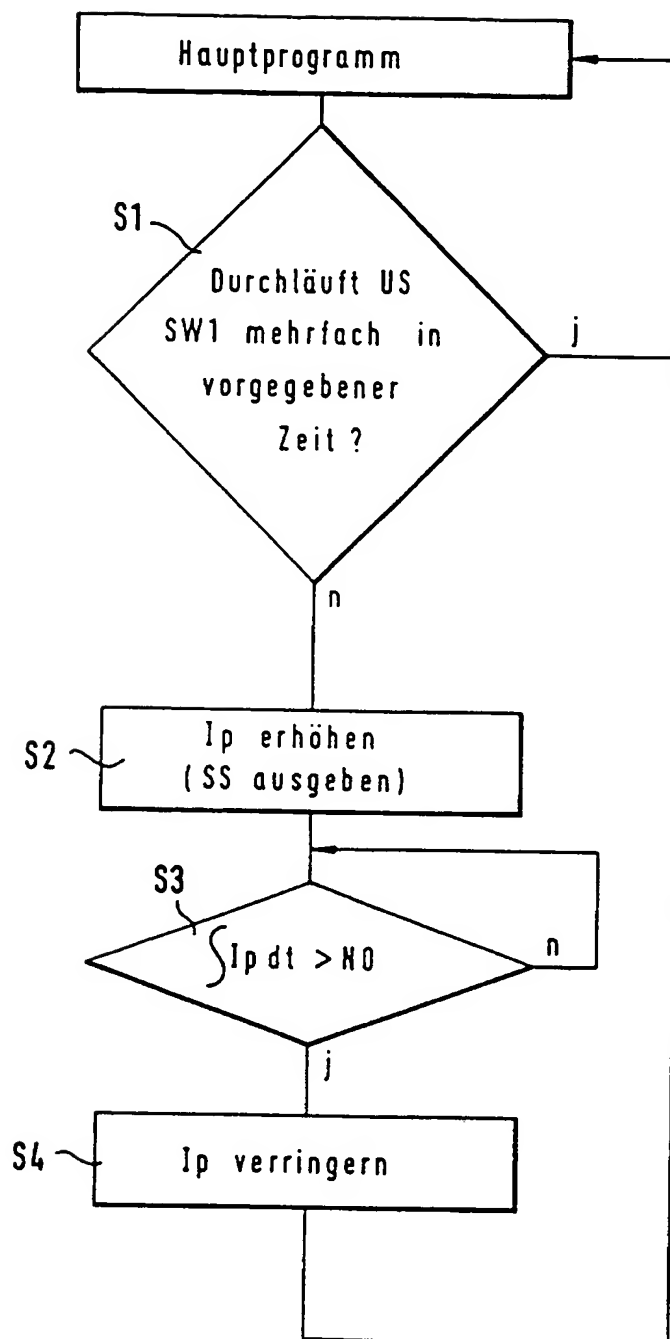 Hauptprogramm
S1
Durchläuft US
SW1 mehrfach in
vorgegebener
Zeit ?
j
n
S2
Ip erhöhen
(SS ausgeben)
S3
∫Ip dt > N0
n
j
S4
Ip verringern